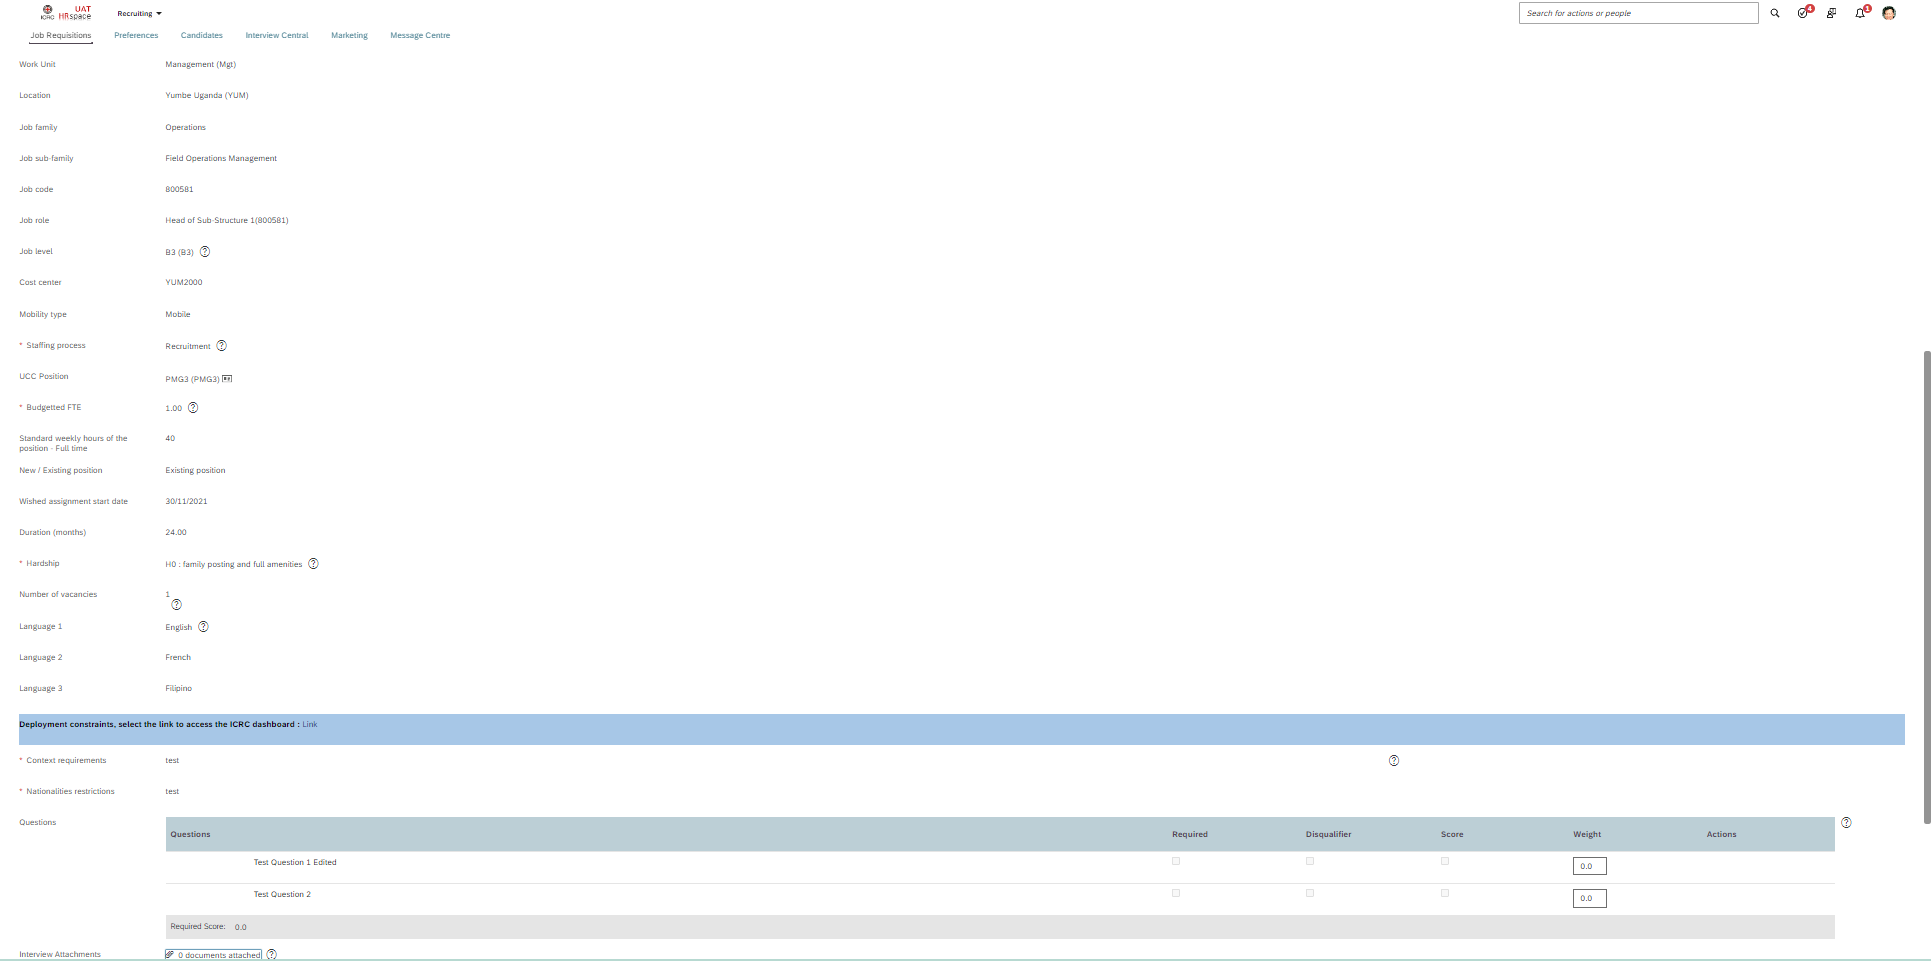 ICRC
UAT
HRspace
Recruiting
Search for actions or people
4
1
Job Requisitions
Preferences
Candidates
Interview Central
Marketing
Message Centre
Work Unit
Management (Mgt)
Location
Yumbe Uganda (YUM)
Job family
Operations
Job sub-family
Field Operations Management
Job code
800581
Job role
Head of Sub-Structure 1(800581)
Job level
B3 (B3) ?
Cost center
YUM2000
Mobility type
Mobile
* Staffing process
Recruitment ?
UCC Position
PMG3 (PMG3)
* Budgetted FTE
1.00 ?
Standard weekly hours of the
position - Full time
40
New / Existing position
Existing position
Wished assignment start date
30/11/2021
Duration (months)
24.00
* Hardship
H0 : family posting and full amenities ?
Number of vacancies
1
?
Language 1
English ?
Language 2
French
Language 3
Filipino
Deployment constraints, select the link to access the ICRC dashboard : Link
* Context requirements
test
?
* Nationalities restrictions
test
Questions
?
Questions Required Disqualifier Score Weight Actions
Test Question 1 Edited
0.0
Test Question 2
0.0
Required Score: 0.0
Interview Attachments
0 documents attached ?